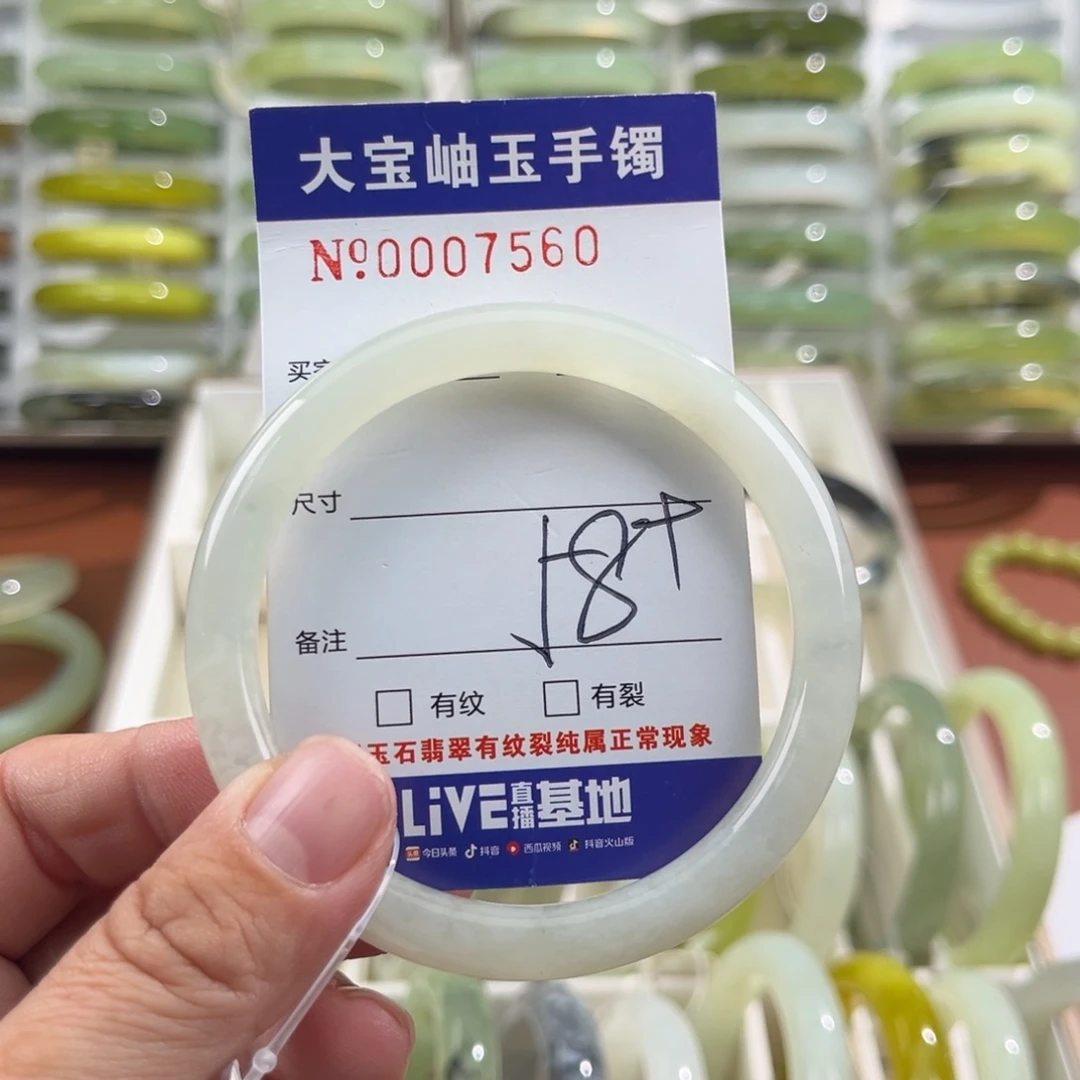 大宝岫玉手镯
№0007560
买
尺寸
备注
有纹 有裂
玉石翡翠有纹裂纯属正常现象
LiVE直播基地
今日头条 抖音 西瓜视频 抖音火山版